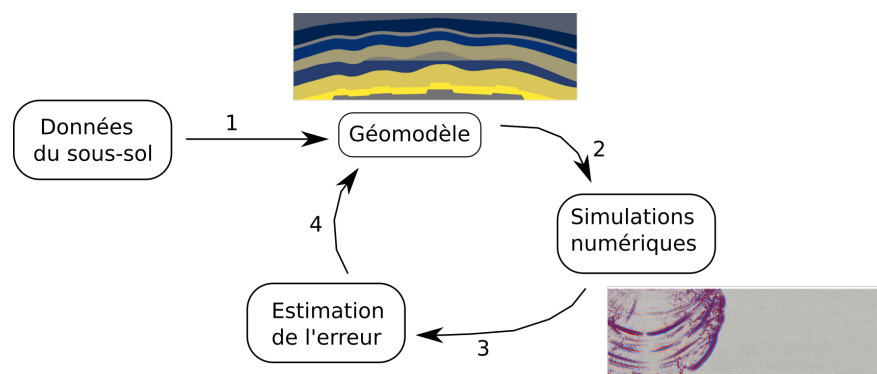 Données
du sous-sol
1
Géomodèle
2
Simulations
numériques
3
Estimation
de l'erreur
4